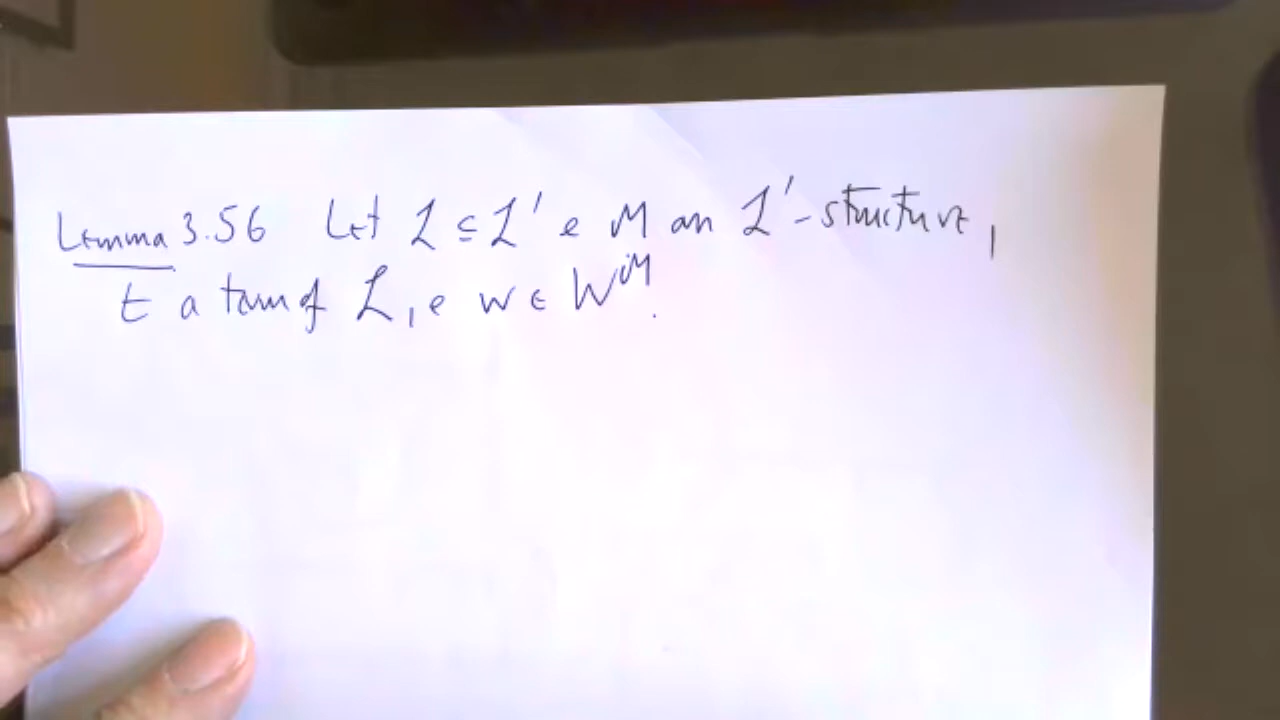 Lemma 3.56 Let L ⊆ L' e M an L'-structure,
t a term of L, e w ∈ W^M.